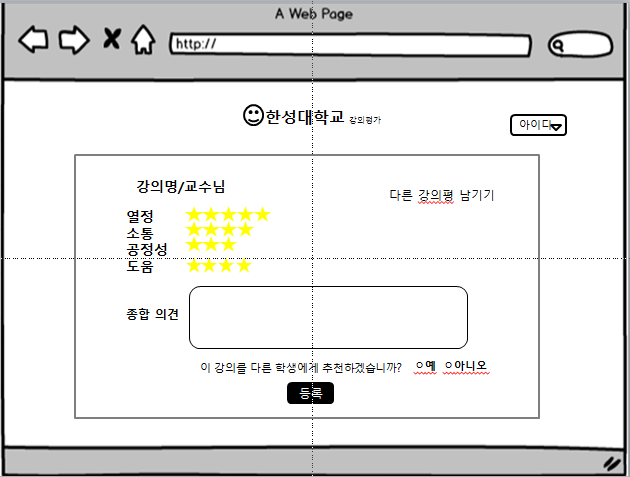 A Web Page
http://
한성대학교 강의평가
아이디
강의명/교수님
다른 강의평 남기기
열정
소통
공정성
도움
종합 의견
이 강의를 다른 학생에게 추천하겠습니까? ㅇ예 ㅇ아니오
등록